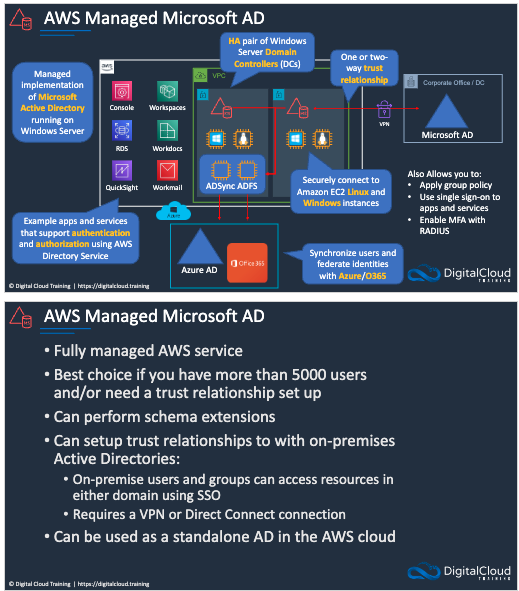 AWS Managed Microsoft AD
HA pair of Windows
Server Domain
Controllers (DCs)
One or two-
way trust
relationship
Managed
implementation
of Microsoft
Active Directory
running on
Windows Server
aws
VPC
Corporate Office / DC
Console
Workspaces
RDS
Workdocs
QuickSight
Workmail
ADSync ADFS
VPN
Microsoft AD
Securely connect to
Amazon EC2 Linux and
Windows instances
Also Allows you to:
• Apply group policy
• Use single sign-on to
apps and services
• Enable MFA with
RADIUS
Example apps and services
that support authentication
and authorization using AWS
Directory Service
Azure
Azure AD
Office 365
Synchronize users and
federate identities
with Azure/O365
© Digital Cloud Training | https://digitalcloud.training
DigitalCloud
TRAINING
AWS Managed Microsoft AD
• Fully managed AWS service
• Best choice if you have more than 5000 users
and/or need a trust relationship set up
• Can perform schema extensions
• Can setup trust relationships to with on-premises
Active Directories:
• On-premise users and groups can access resources in
either domain using SSO
• Requires a VPN or Direct Connect connection
• Can be used as a standalone AD in the AWS cloud
© Digital Cloud Training | https://digitalcloud.training
DigitalCloud
TRAINING